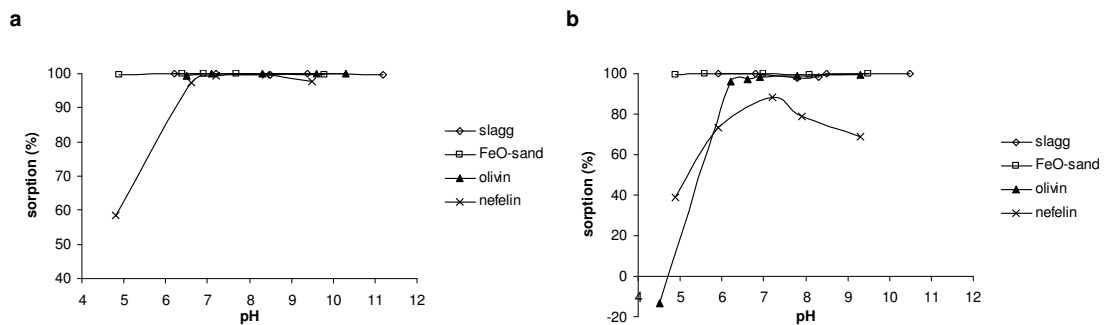 a
100
90
80
70
60
50
40
4 5 6 7 8 9 10 11 12
pH
sorption (%)
slagg
FeO-sand
olivin
nefelin
b
100
80
60
40
20
0
-20
4 5 6 7 8 9 10 11 12
pH
sorption (%)
slagg
FeO-sand
olivin
nefelin